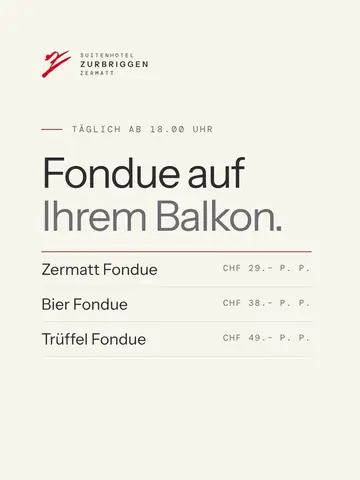 SUITENHOTEL
ZURBRIGGEN
ZERMATT
TÄGLICH AB 18.00 UHR
Fondue auf
Ihrem Balkon.
Zermatt Fondue CHF 29.– P. P.
Bier Fondue CHF 38.– P. P.
Trüffel Fondue CHF 49.– P. P.